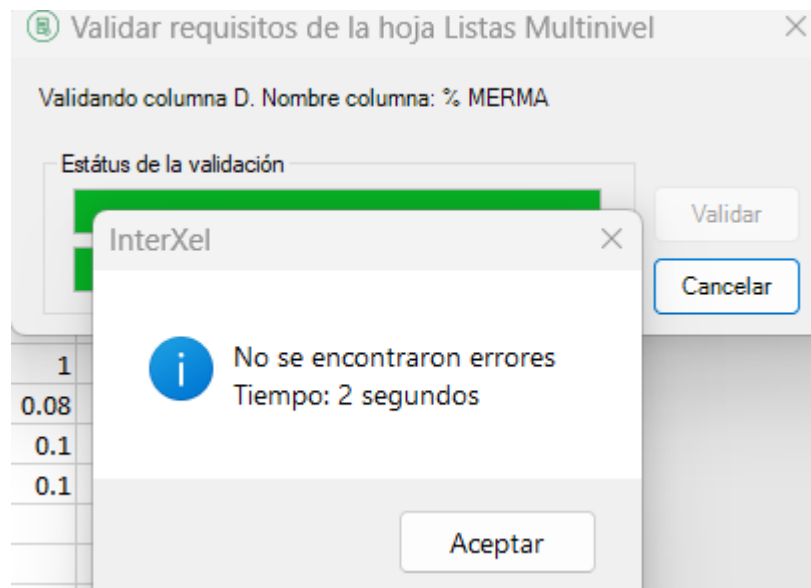 Validar requisitos de la hoja Listas Multinivel
Validando columna D. Nombre columna: % MERMA
Estátus de la validación
Validar
InterXel
Cancelar
No se encontraron errores
Tiempo: 2 segundos
1
0.08
0.1
0.1
Aceptar